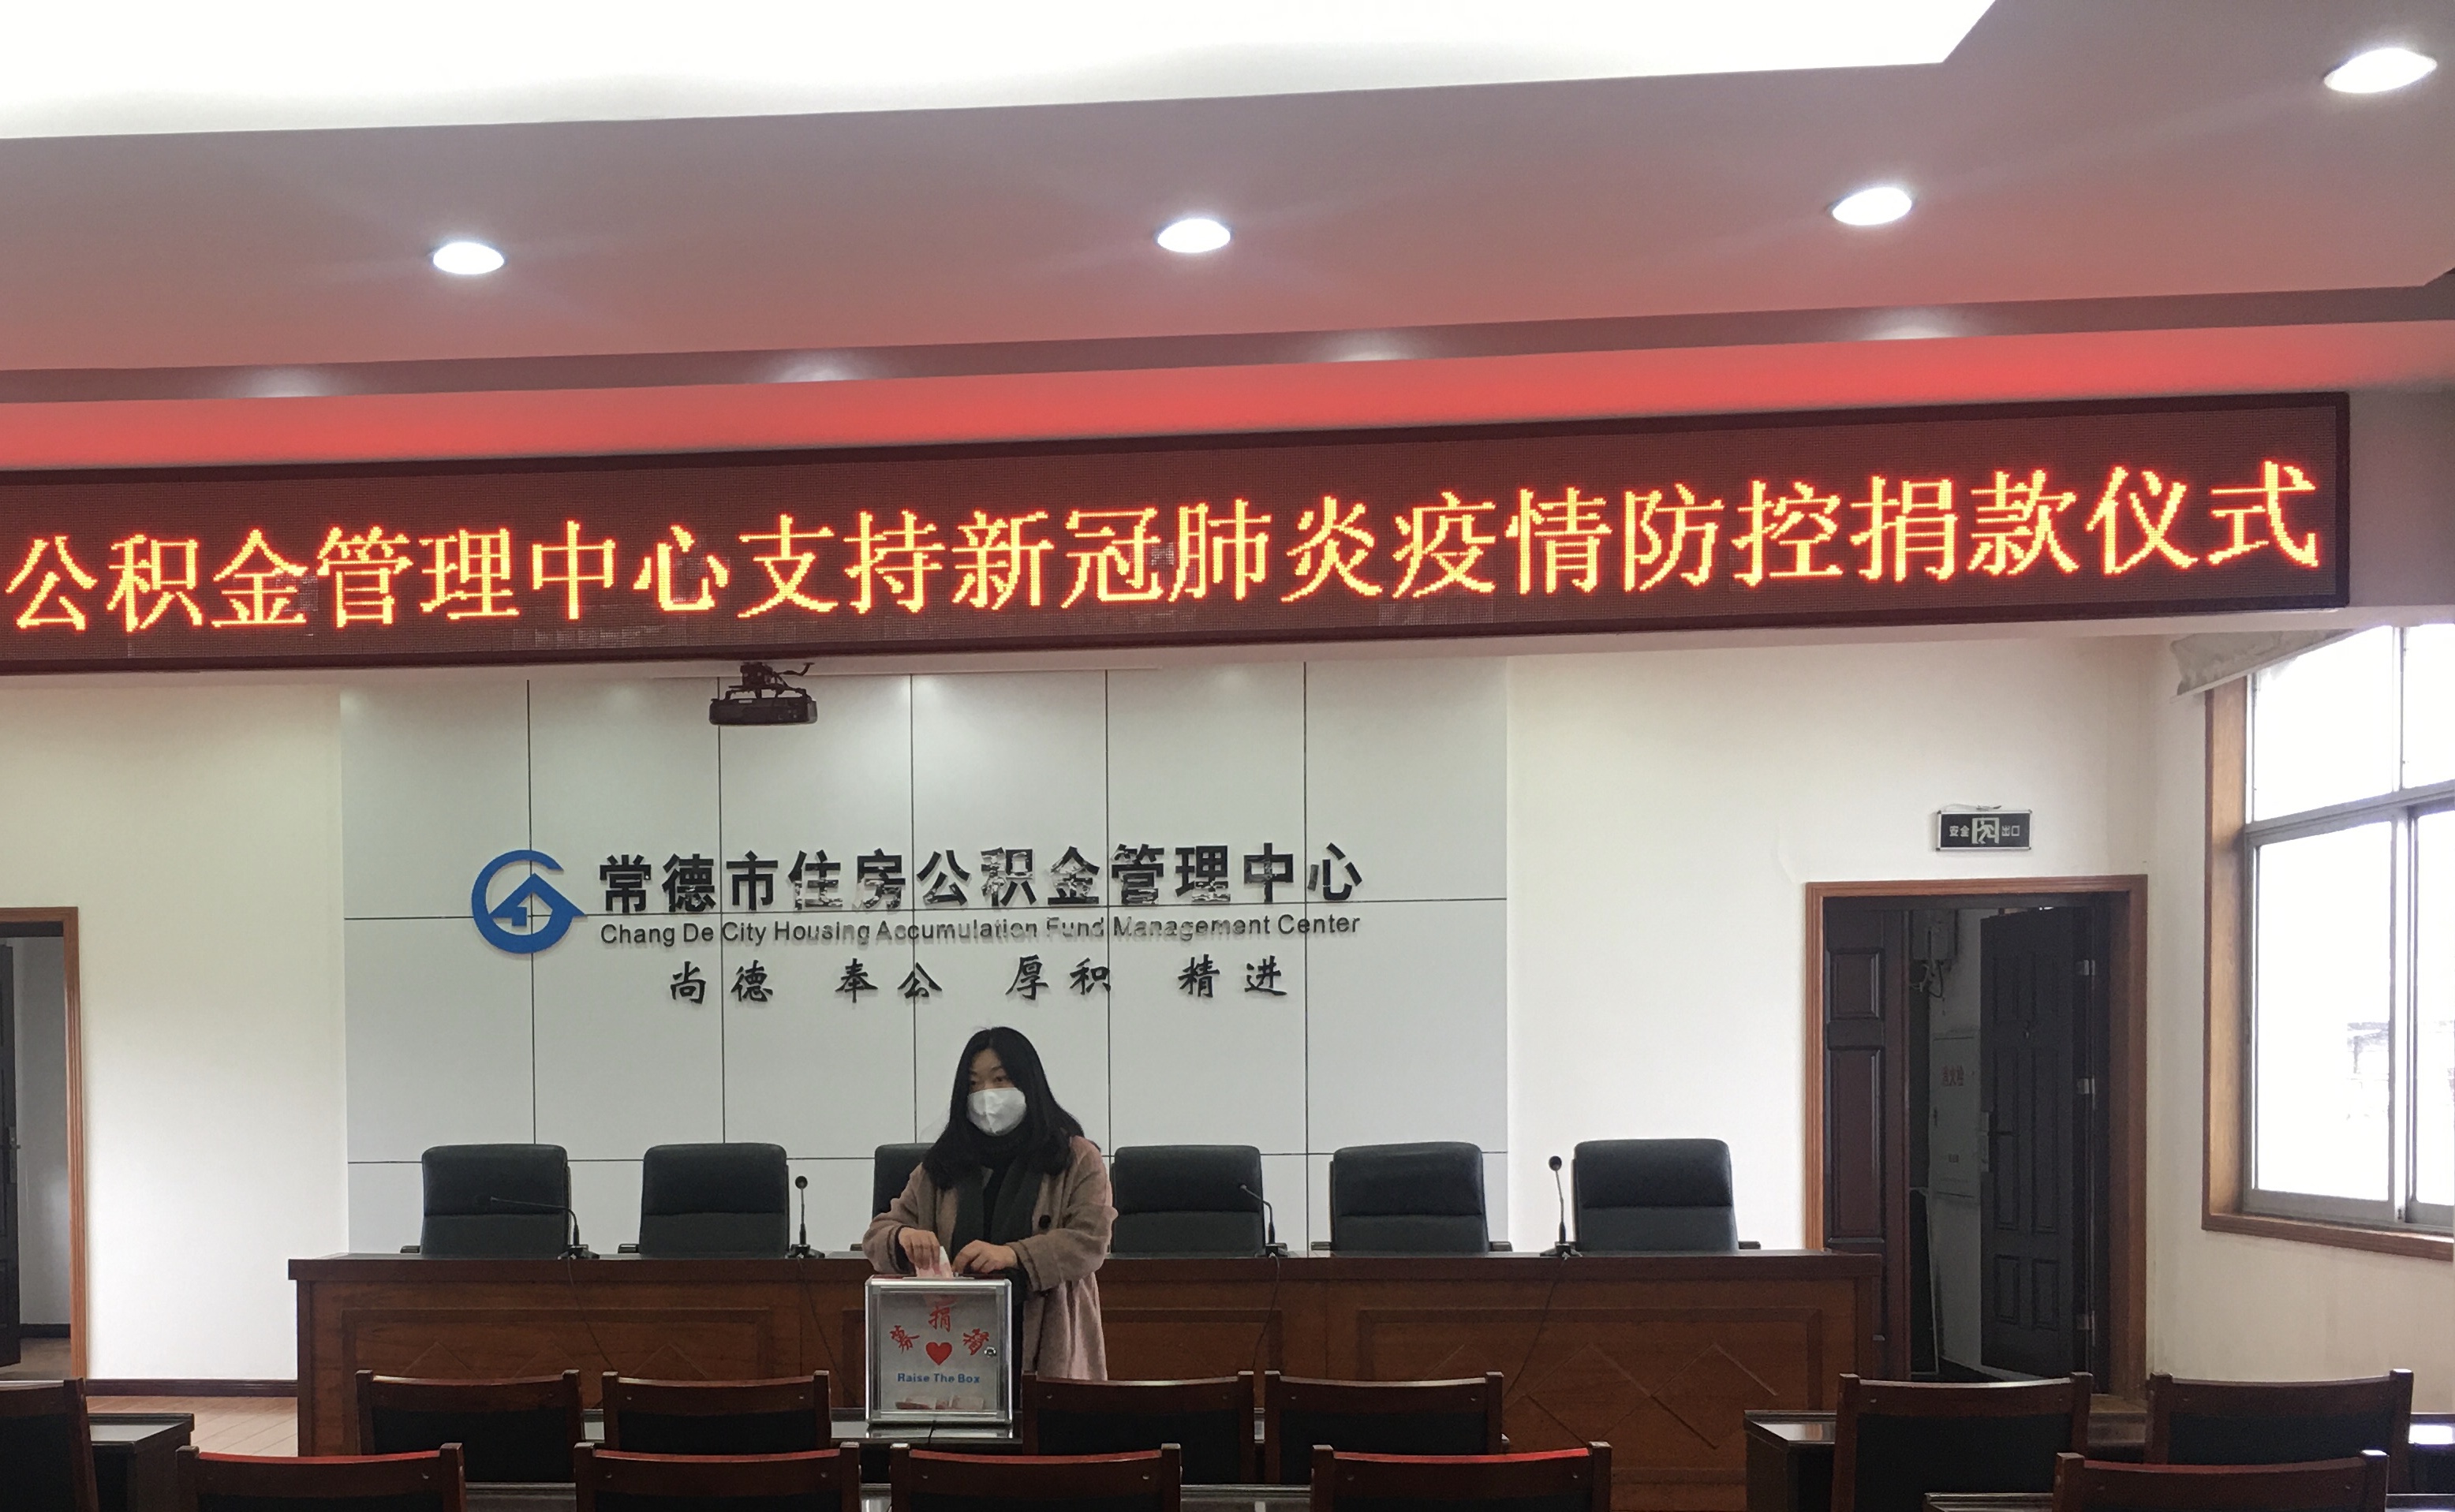 公积金管理中心支持新冠肺炎疫情防控捐款仪式
安全出口
常德市住房公积金管理中心
Chang De City Housing Accumulation Fund Management Center
尚德 奉公 厚积 精进
募捐箱
Raise The Box